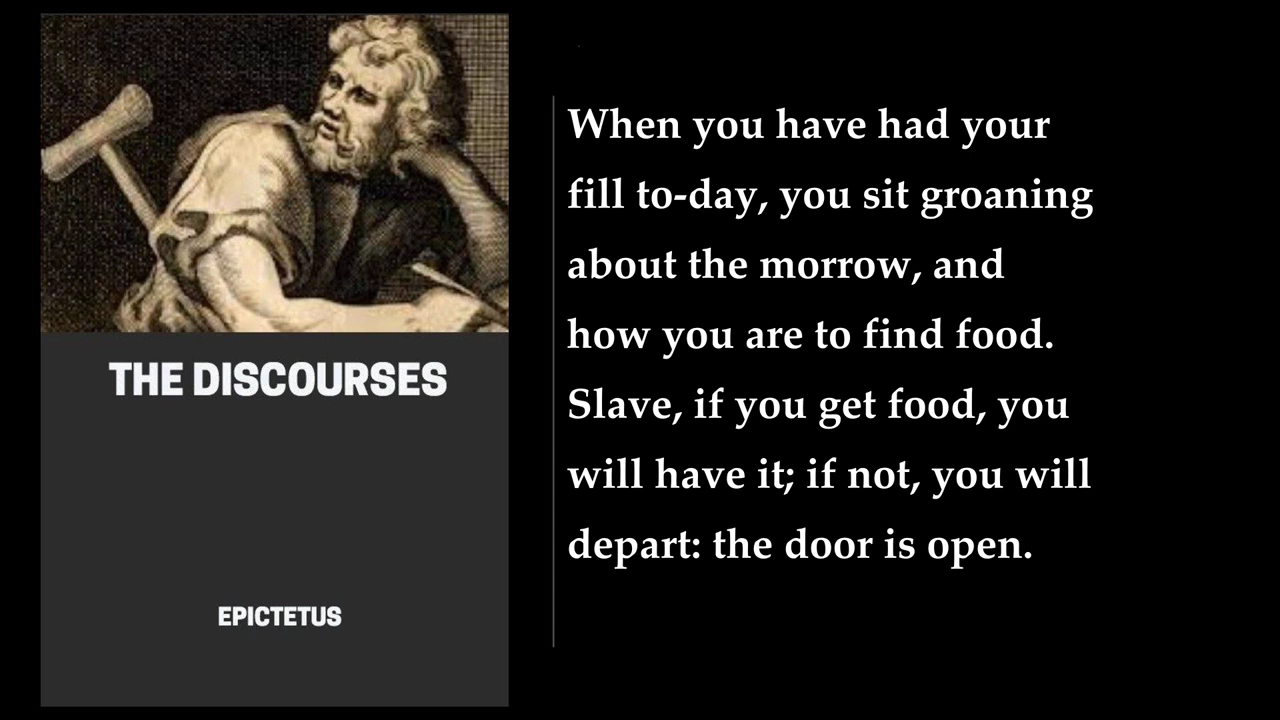 THE DISCOURSES
EPICTETUS
When you have had your
fill to-day, you sit groaning
about the morrow, and
how you are to find food.
Slave, if you get food, you
will have it; if not, you will
depart: the door is open.